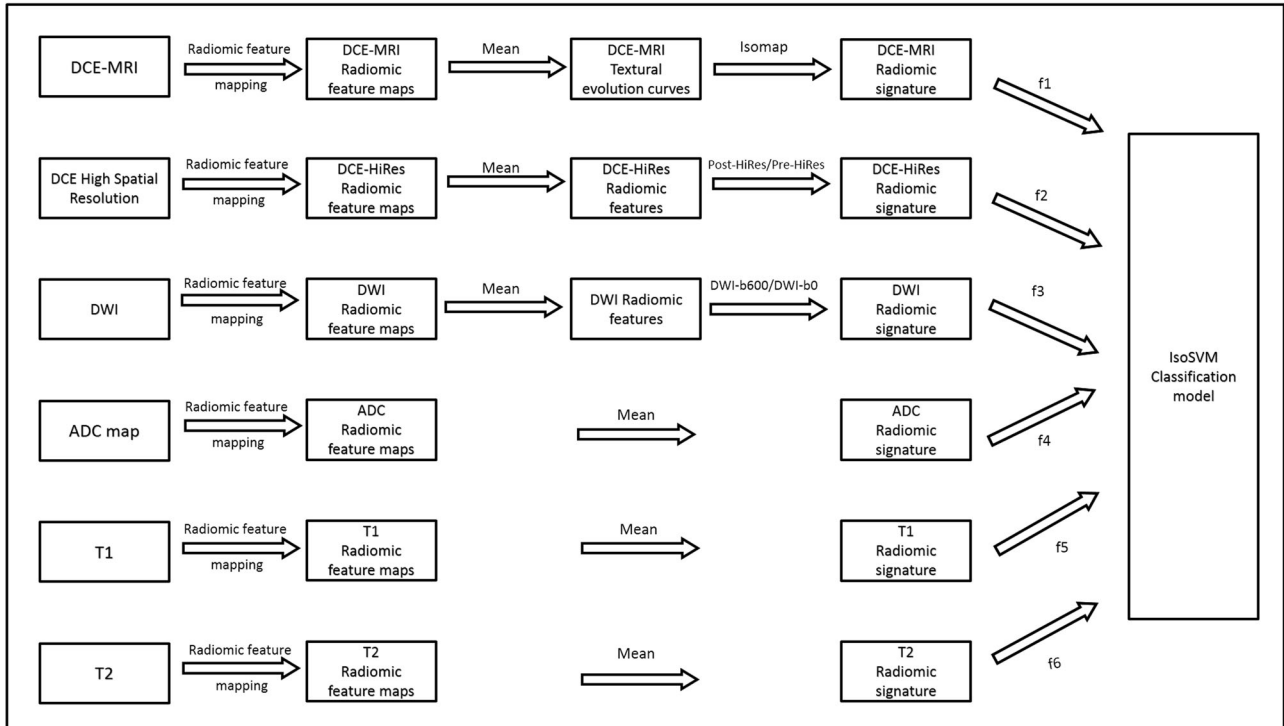 DCE-MRI
Radiomic feature
mapping
DCE-MRI
Radiomic
feature maps
Mean
DCE-MRI
Textural
evolution curves
Isomap
DCE-MRI
Radiomic
signature
f1
DCE High Spatial
Resolution
Radiomic feature
mapping
DCE-HiRes
Radiomic
feature maps
Mean
DCE-HiRes
Radiomic
features
Post-HiRes/Pre-HiRes
DCE-HiRes
Radiomic
signature
f2
DWI
Radiomic feature
mapping
DWI
Radiomic
feature maps
Mean
DWI Radiomic
features
DWI-b600/DWI-b0
DWI
Radiomic
signature
f3
ADC map
Radiomic feature
mapping
ADC
Radiomic
feature maps
Mean
ADC
Radiomic
signature
f4
T1
Radiomic feature
mapping
T1
Radiomic
feature maps
Mean
T1
Radiomic
signature
f5
T2
Radiomic feature
mapping
T2
Radiomic
feature maps
Mean
T2
Radiomic
signature
f6
IsoSVM
Classification
model